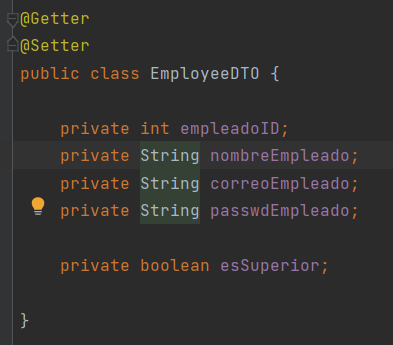 @Getter
@Setter
public class EmployeeDTO {
private int empleadoID;
private String nombreEmpleado;
private String correoEmpleado;
private String passwdEmpleado;
private boolean esSuperior;
}